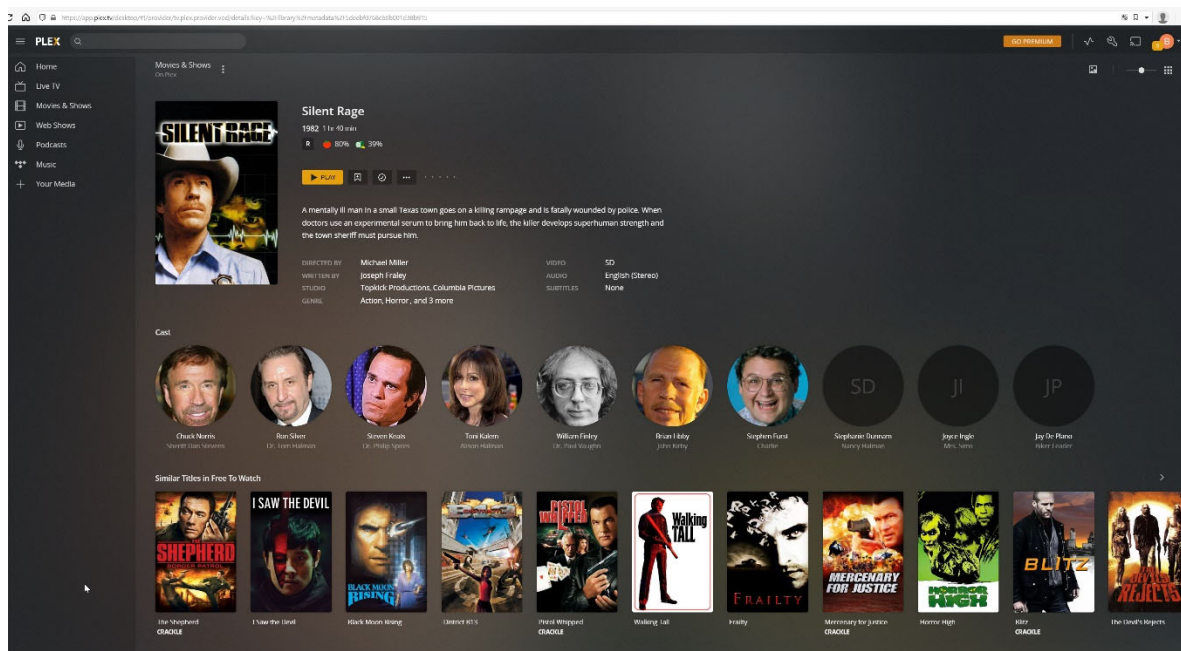 PLEX
GO PREMIUM
3
B
Home
Live TV
Movies & Shows
Web Shows
Podcasts
Music
Your Media
Movies & Shows
On Plex
SILENT RAGE
Silent Rage
1982 1 hr 40 min
R 80% 39%
PLAY
A mentally ill man in a small Texas town goes on a killing rampage and is fatally wounded by police. When
doctors use an experimental serum to bring him back to life, the killer develops superhuman strength and
the town sheriff must pursue him.
DIRECTED BY Michael Miller
WRITTEN BY Joseph Fraley
STUDIO Topkick Productions, Columbia Pictures
GENRE Action, Horror, and 3 more
VIDEO SD
AUDIO English (Stereo)
SUBTITLES None
Cast
SD
JI
JP
Chuck Norris
Sheriff Dan Stevens
Ron Silver
Dr. Tom Halman
Steven Keats
Dr. Philip Spires
Toni Kalem
Alison Halman
William Finley
Dr. Paul Vaughn
Brian Libby
John Kirby
Stephen Furst
Charlie
Stephanie Dunnam
Nancy Halman
Joyce Ingle
Mrs. Sims
Jay De Plano
Biker Leader
Similar Titles in Free To Watch
SHEPHERD
BORDER PATROL
I SAW THE DEVIL
BLACK MOON
RISING
PISTOL
WHIPPED
Walking
TALL
FRAILTY
MERCENARY
FOR JUSTICE
HORROR
HIGH
BLITZ
DEVIL'S
REJECTS
The Shepherd
CRACKLE
I Saw the Devil
Black Moon Rising
District B13
Pistol Whipped
CRACKLE
Walking Tall
Frailty
Mercenary for Justice
CRACKLE
Horror High
Blitz
CRACKLE
The Devil's Rejects